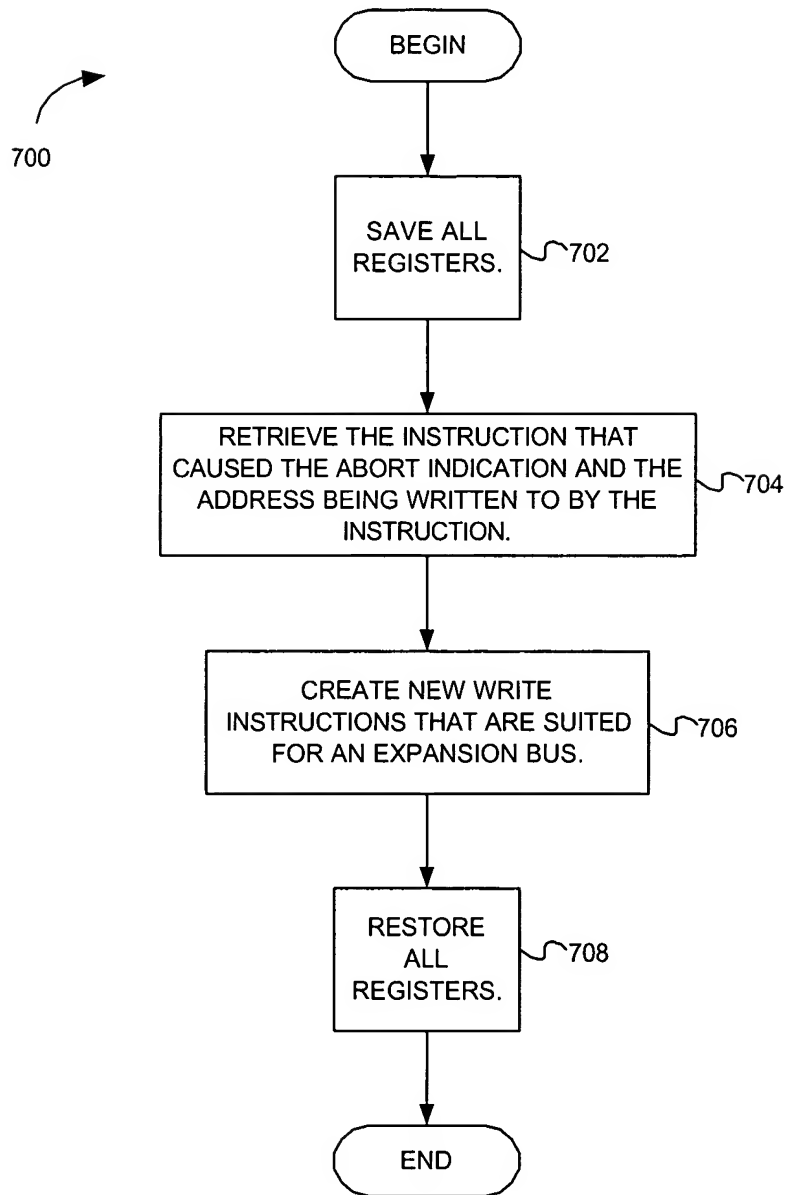 BEGIN
700
SAVE ALL
REGISTERS.
702
RETRIEVE THE INSTRUCTION THAT
CAUSED THE ABORT INDICATION AND THE
ADDRESS BEING WRITTEN TO BY THE
INSTRUCTION.
704
CREATE NEW WRITE
INSTRUCTIONS THAT ARE SUITED
FOR AN EXPANSION BUS.
706
RESTORE
ALL
REGISTERS.
708
END